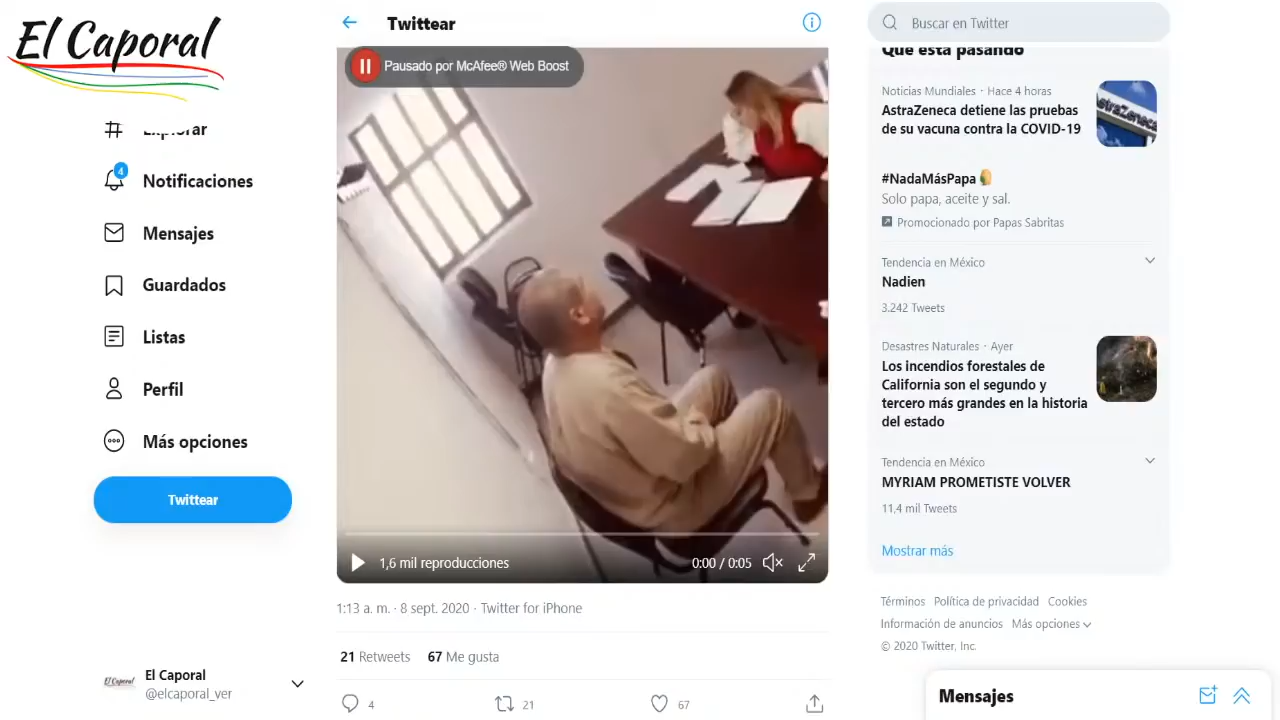 El Caporal
Explorar
4
Notificaciones
Mensajes
Guardados
Listas
Perfil
Más opciones
Twittear
El Caporal
El Caporal
@elcaporal_ver
Twittear
Pausado por McAfee® Web Boost
1,6 mil reproducciones
0:00 / 0:05
1:13 a. m. · 8 sept. 2020 · Twitter for iPhone
21 Retweets 67 Me gusta
4 21 67
Buscar en Twitter
Qué está pasando
Noticias Mundiales · Hace 4 horas
AstraZeneca detiene las pruebas
de su vacuna contra la COVID-19
AstraZeneca
#NadaMásPapa
Solo papa, aceite y sal.
Promocionado por Papas Sabritas
Tendencia en México
Nadien
3.242 Tweets
Desastres Naturales · Ayer
Los incendios forestales de
California son el segundo y
tercero más grandes en la historia
del estado
Tendencia en México
MYRIAM PROMETISTE VOLVER
11,4 mil Tweets
Mostrar más
Términos Política de privacidad Cookies
Información de anuncios Más opciones
© 2020 Twitter, Inc.
Mensajes